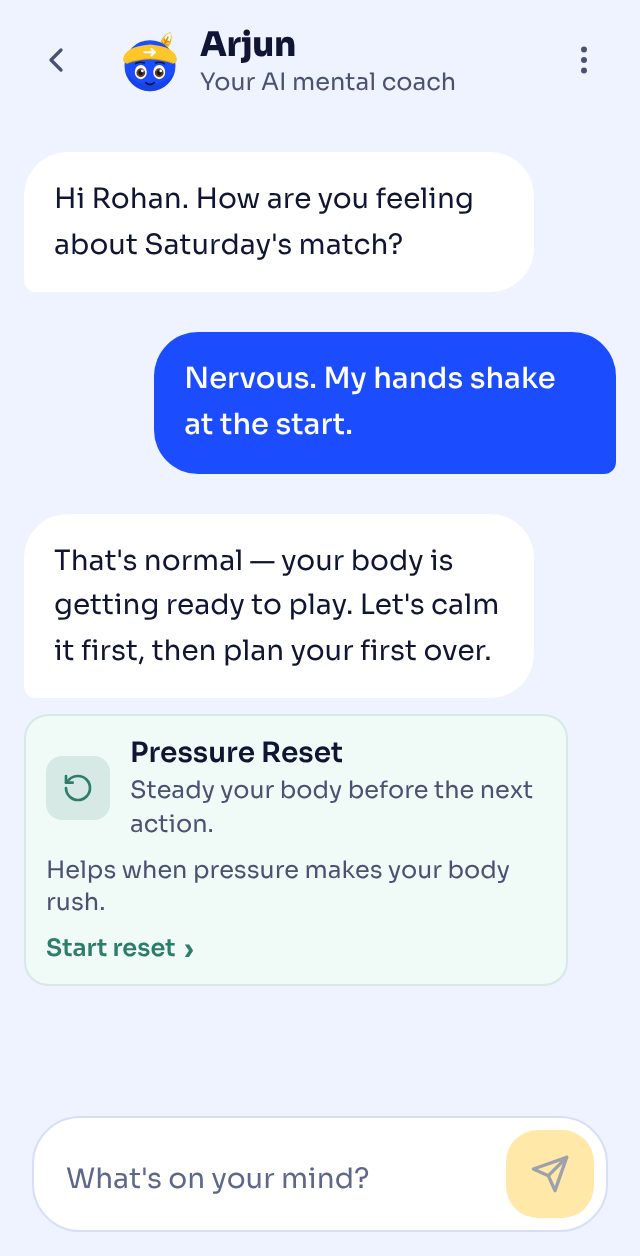 Arjun
Your AI mental coach
Hi Rohan. How are you feeling
about Saturday's match?
Nervous. My hands shake
at the start.
That's normal — your body is
getting ready to play. Let's calm
it first, then plan your first over.
Pressure Reset
Steady your body before the next
action.
Helps when pressure makes your body
rush.
Start reset ›
What's on your mind?